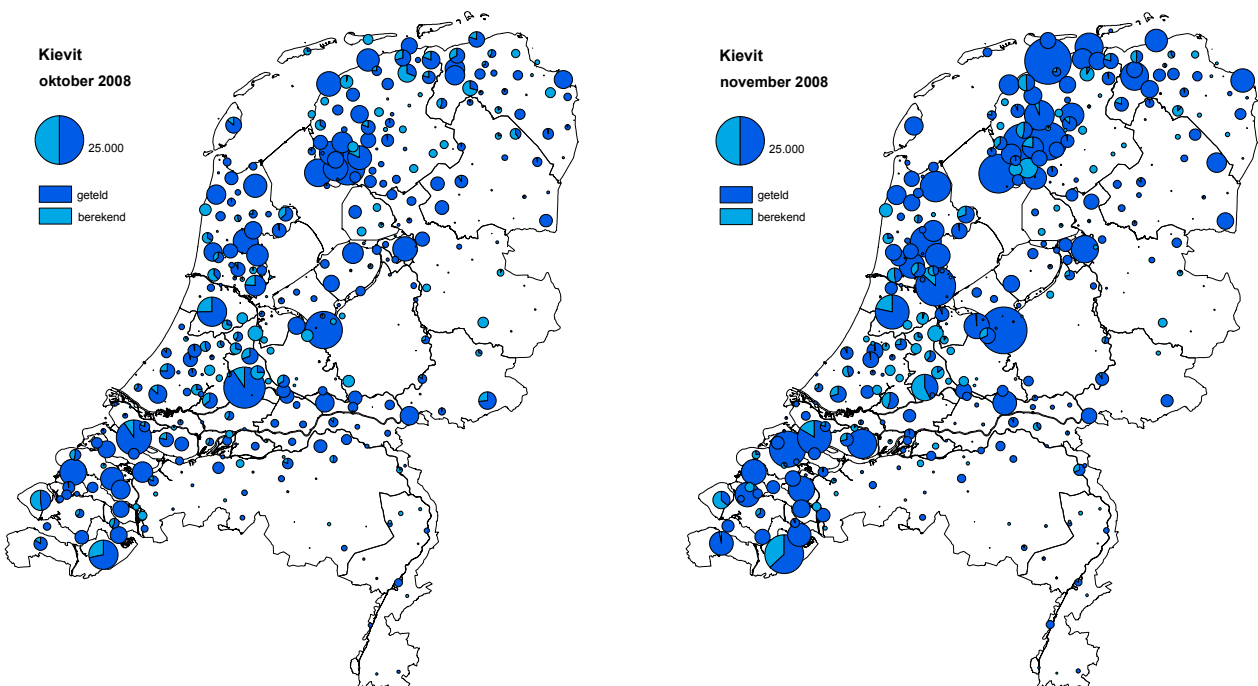 Kievit
oktober 2008
25.000
geteld
berekend
Kievit
november 2008
25.000
geteld
berekend